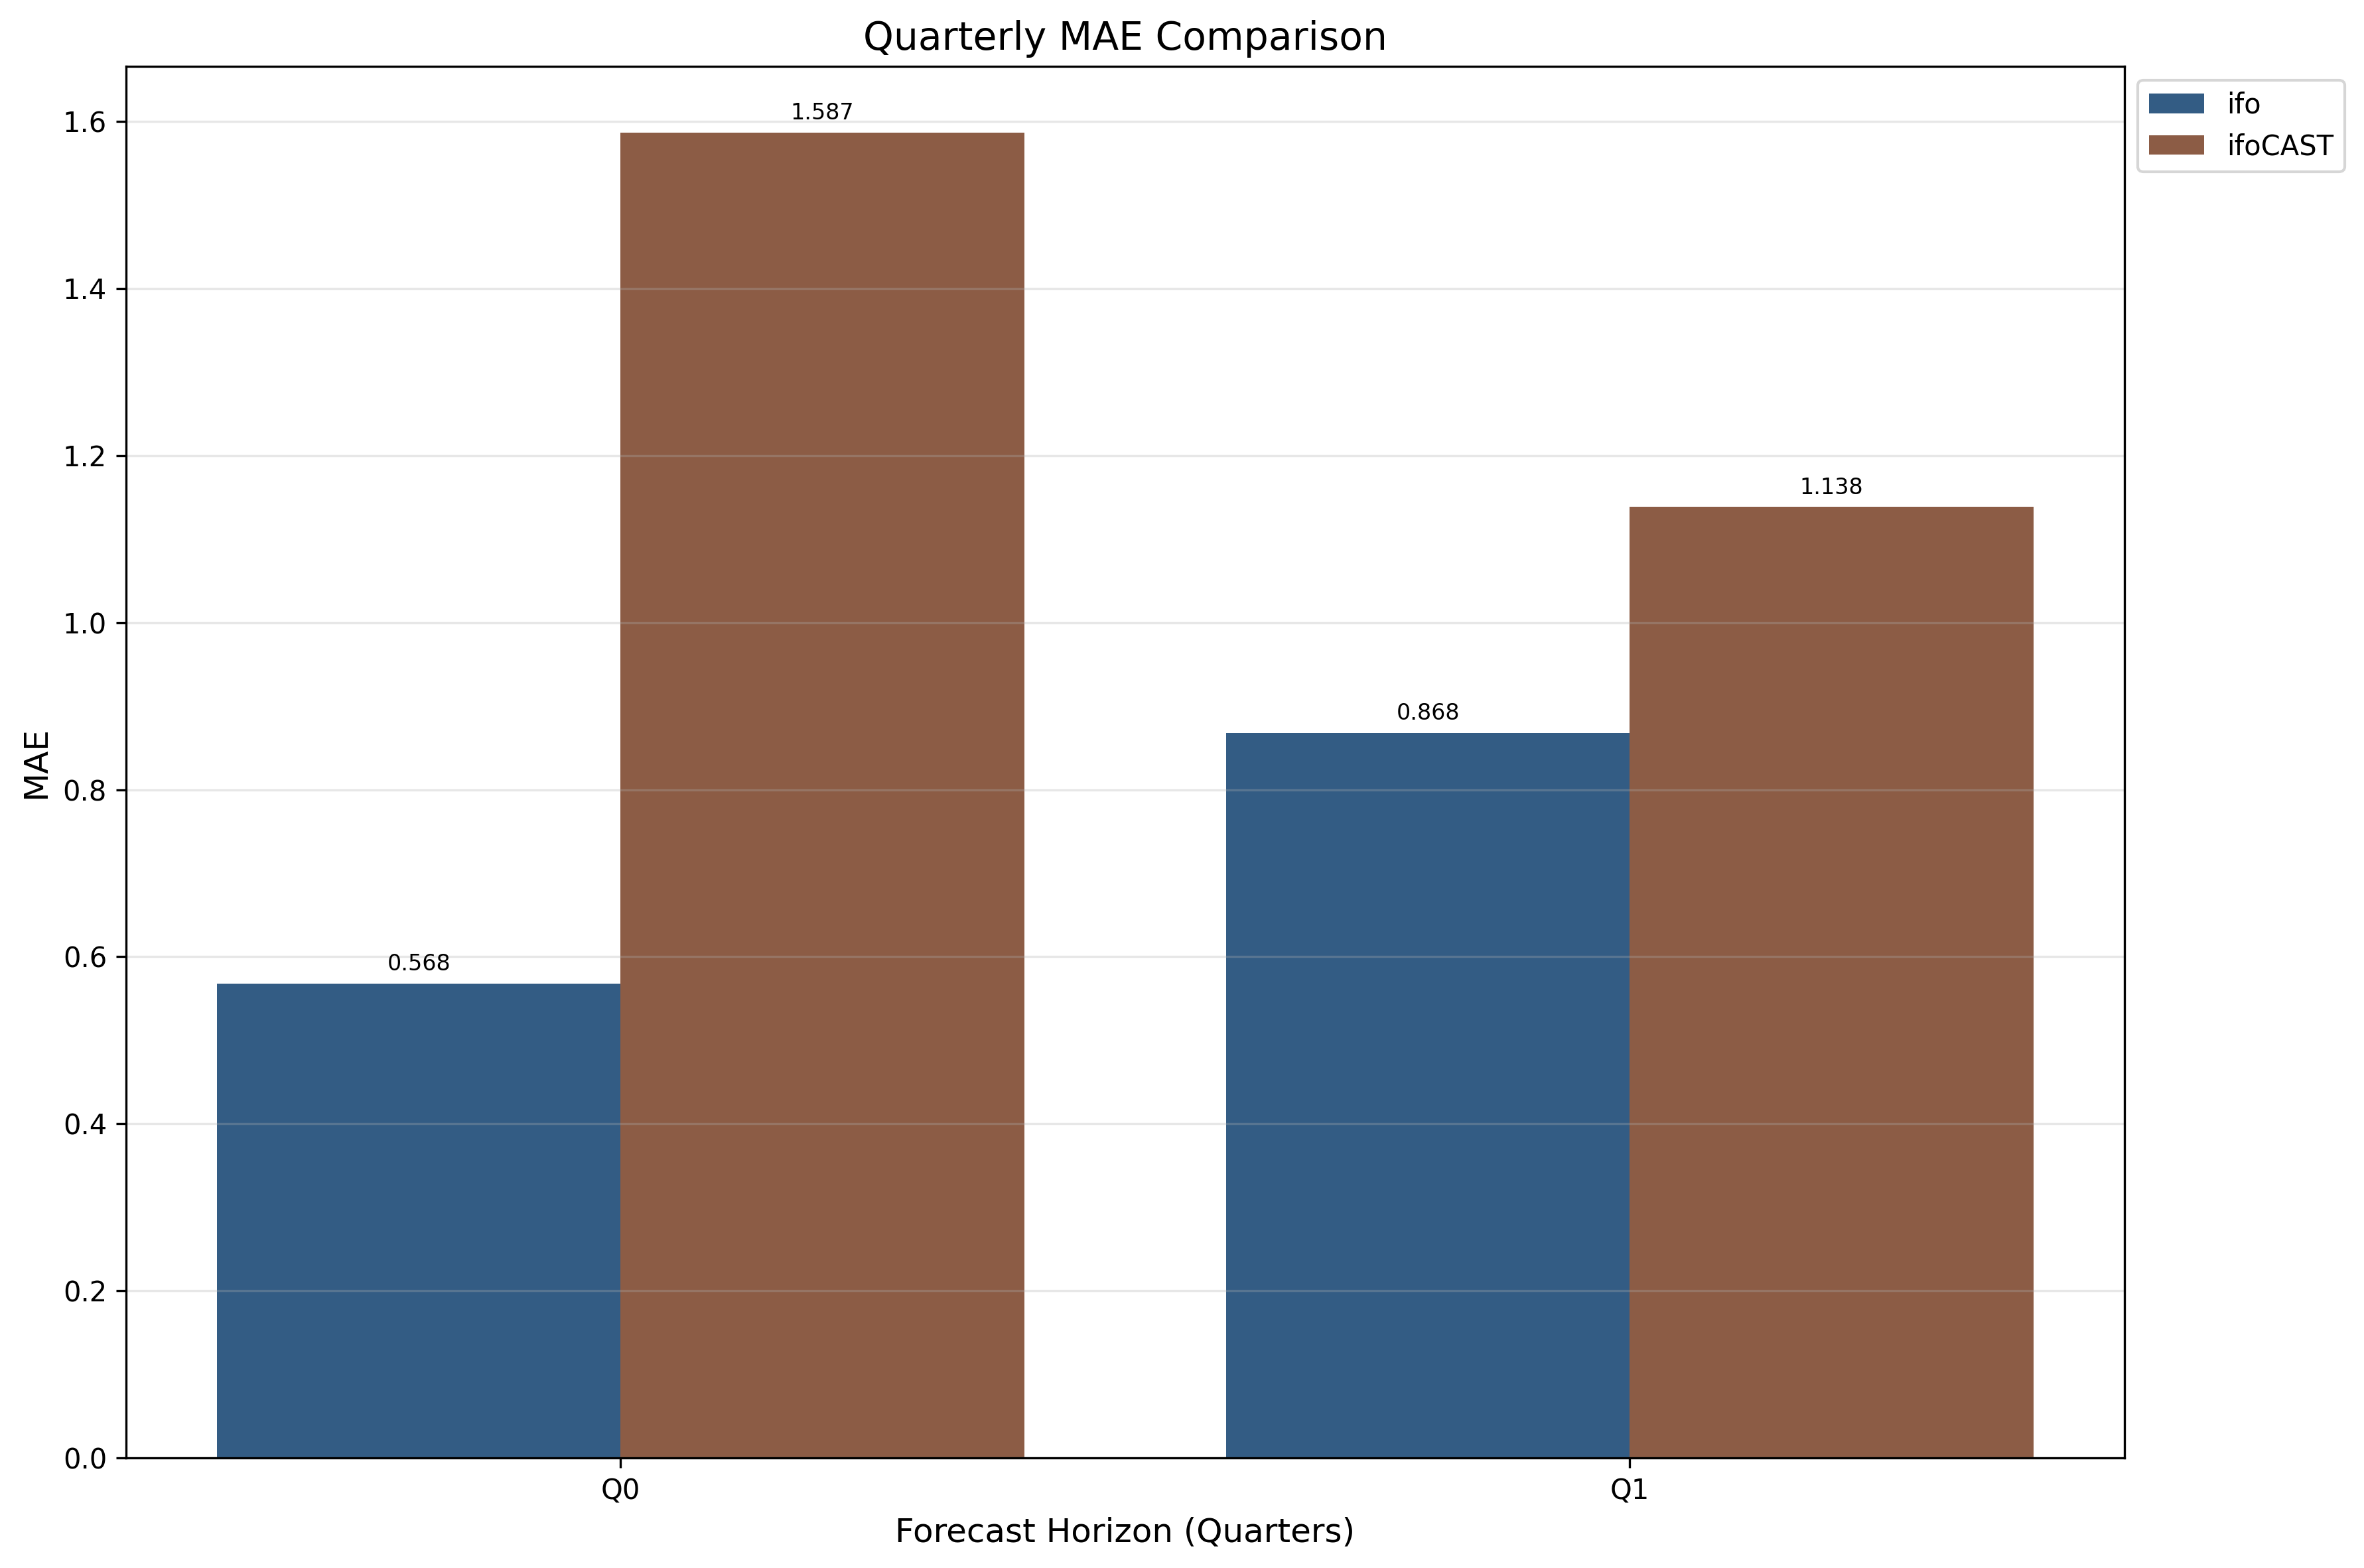 Quarterly MAE Comparison
ifo
ifoCAST
MAE
1.6
1.4
1.2
1.0
0.8
0.6
0.4
0.2
0.0
0.568
1.587
0.868
1.138
Q0
Q1
Forecast Horizon (Quarters)